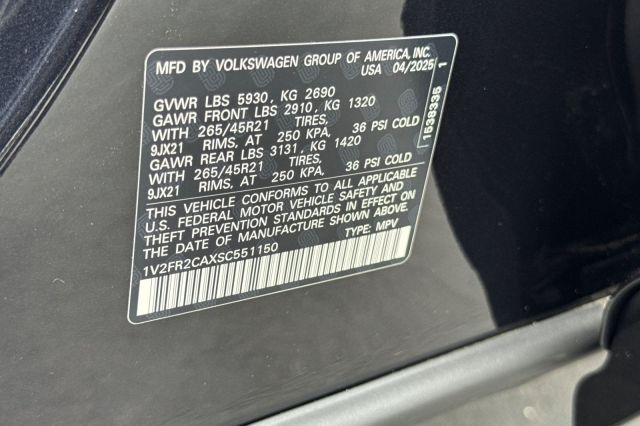 MFD BY VOLKSWAGEN GROUP OF AMERICA, INC.
USA 04/2025
GVWR LBS 5930, KG 2690
GAWR FRONT LBS 2910, KG 1320
WITH 265/45R21 TIRES,
9JX21 RIMS, AT 250 KPA, 36 PSI COLD
GAWR REAR LBS 3131, KG 1420
WITH 265/45R21 TIRES,
9JX21 RIMS, AT 250 KPA, 36 PSI COLD
THIS VEHICLE CONFORMS TO ALL APPLICABLE
U.S. FEDERAL MOTOR VEHICLE SAFETY AND
THEFT PREVENTION STANDARDS IN EFFECT ON
THE DATE OF MANUFACTURE SHOWN ABOVE.
1V2FR2CAXSC551150 TYPE: MPV
1538335 1